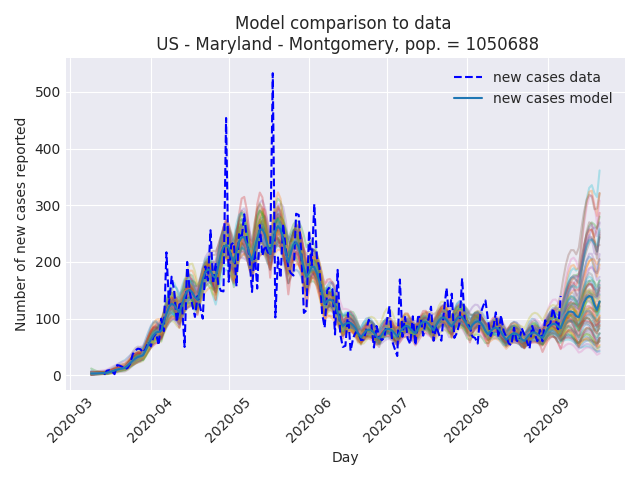 Model comparison to data
US - Maryland - Montgomery, pop. = 1050688
new cases data
new cases model
Number of new cases reported
500
400
300
200
100
0
2020-03
2020-04
2020-05
2020-06
2020-07
2020-08
2020-09
Day